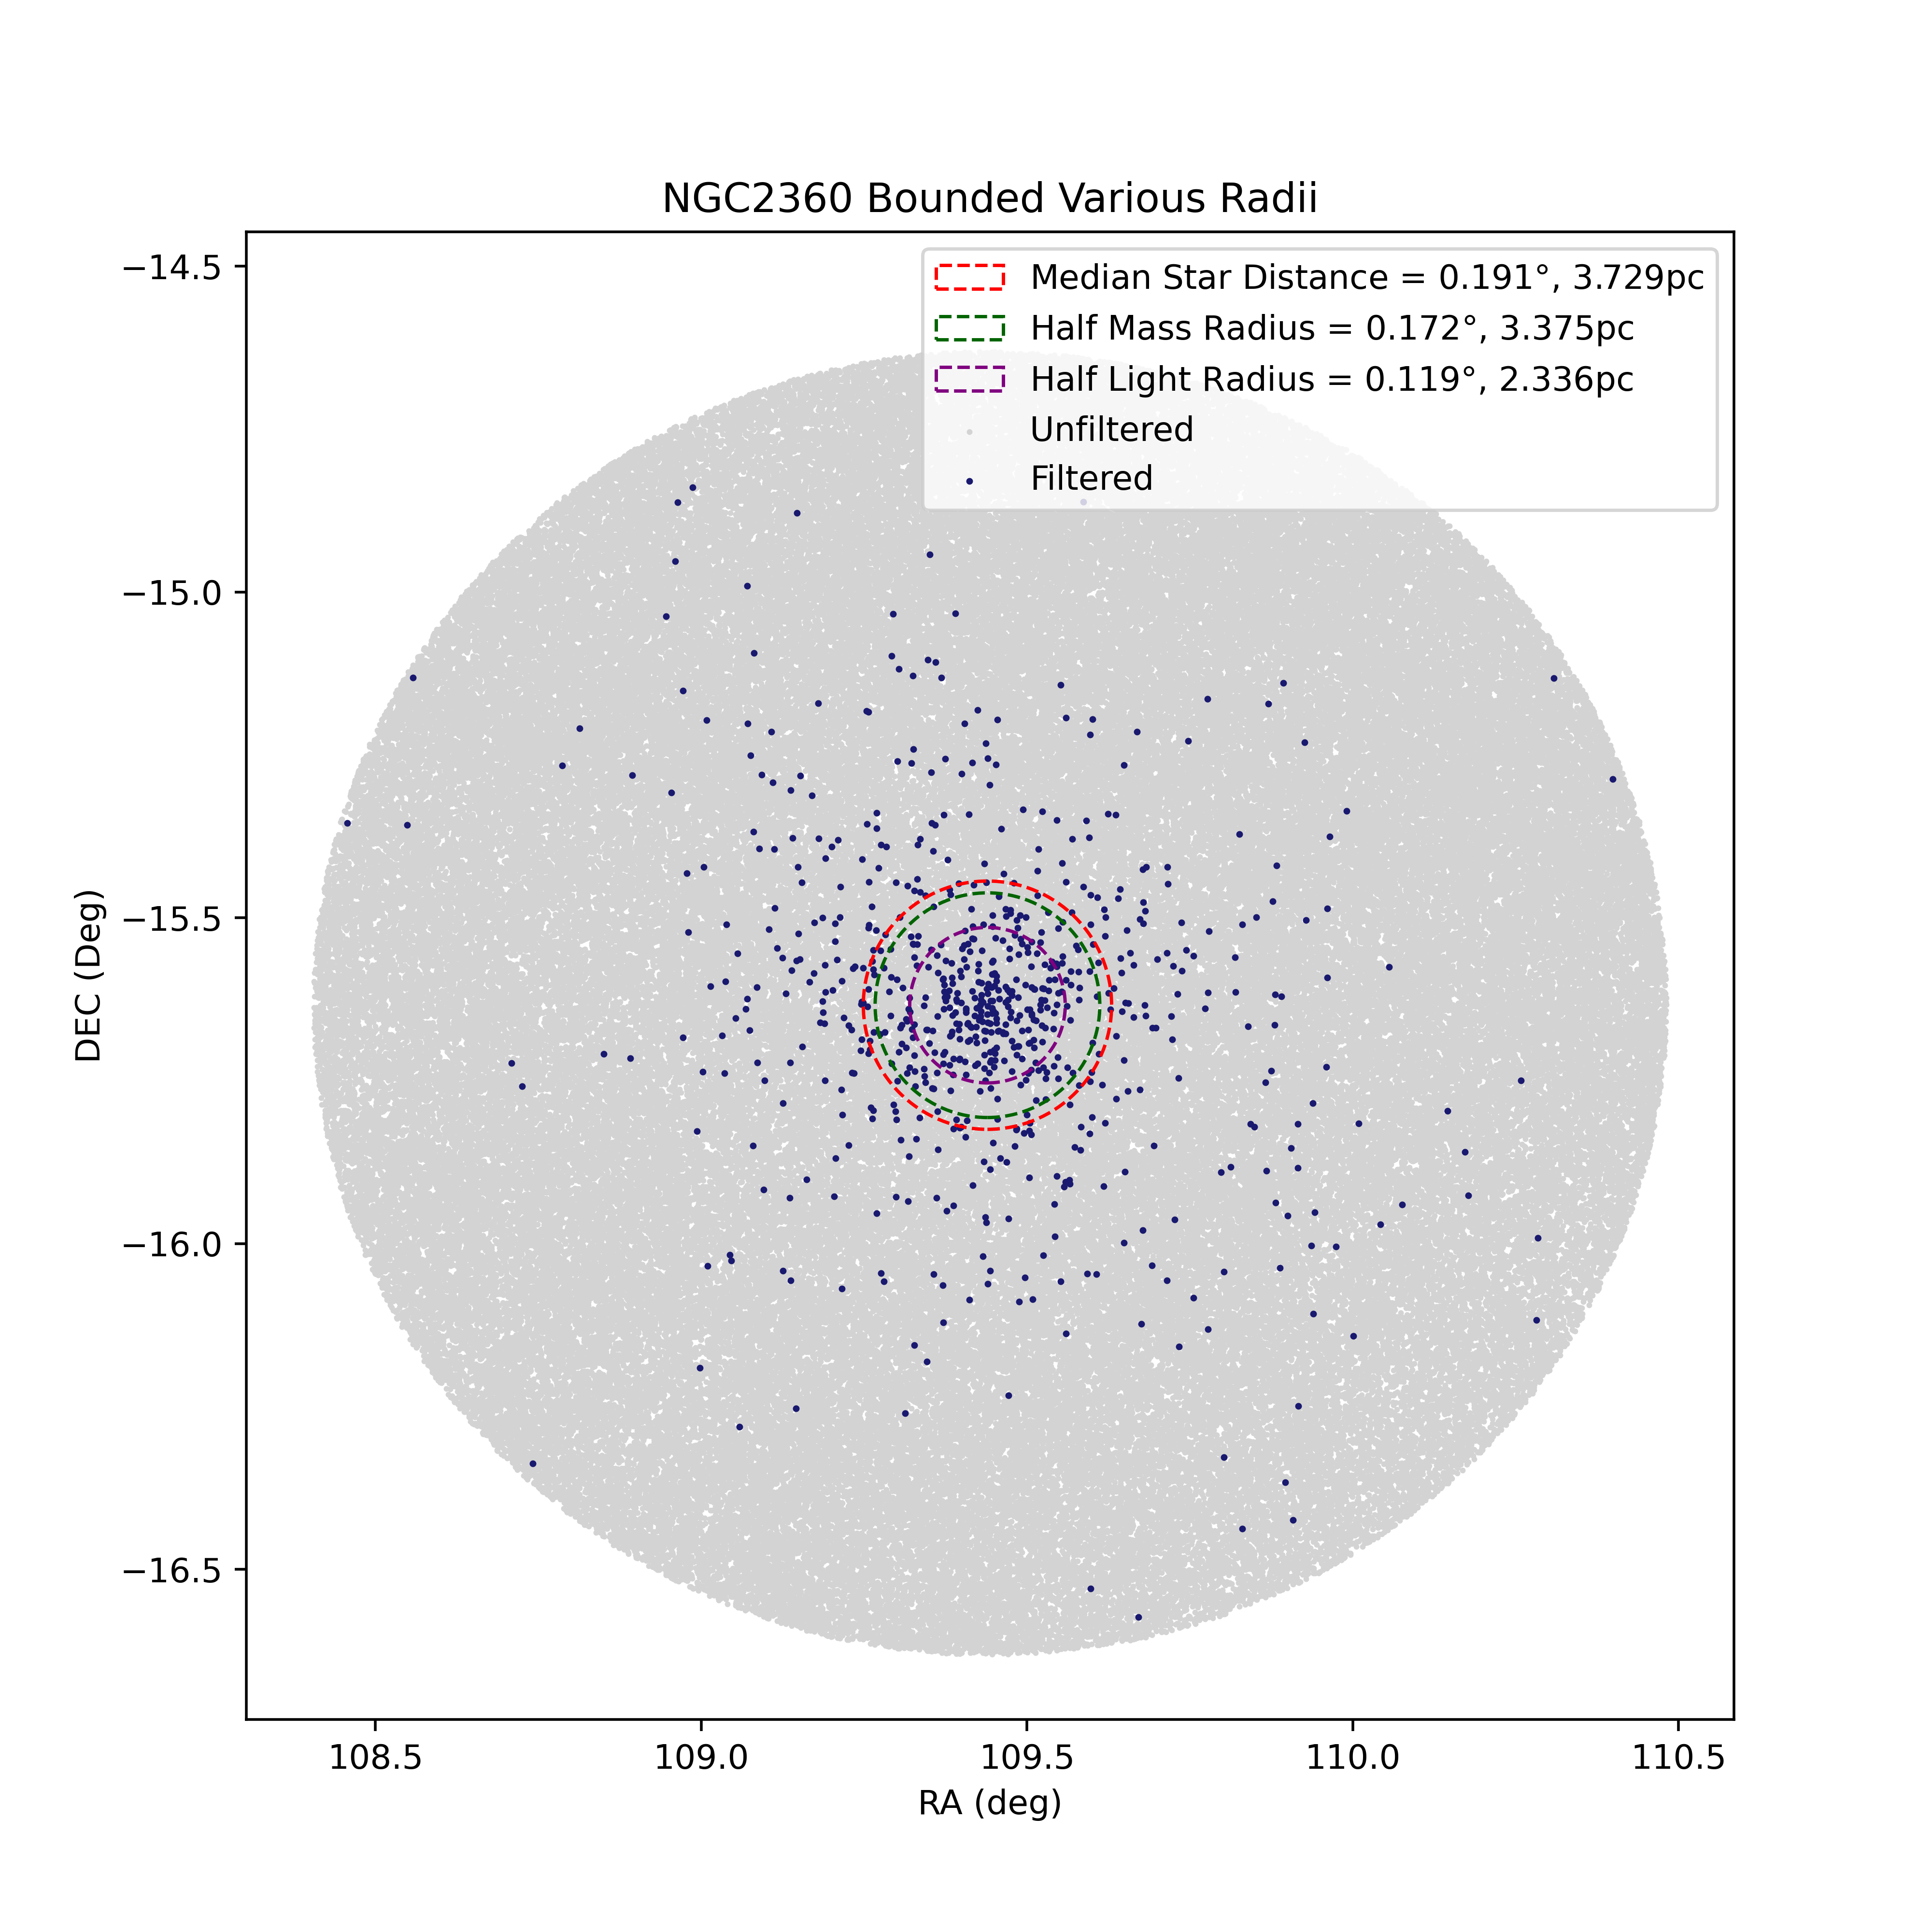 NGC2360 Bounded Various Radii
Median Star Distance = 0.191°, 3.729pc
Half Mass Radius = 0.172°, 3.375pc
Half Light Radius = 0.119°, 2.336pc
Unfiltered
Filtered
−14.5
−15.0
−15.5
−16.0
−16.5
DEC (Deg)
108.5 109.0 109.5 110.0 110.5
RA (deg)